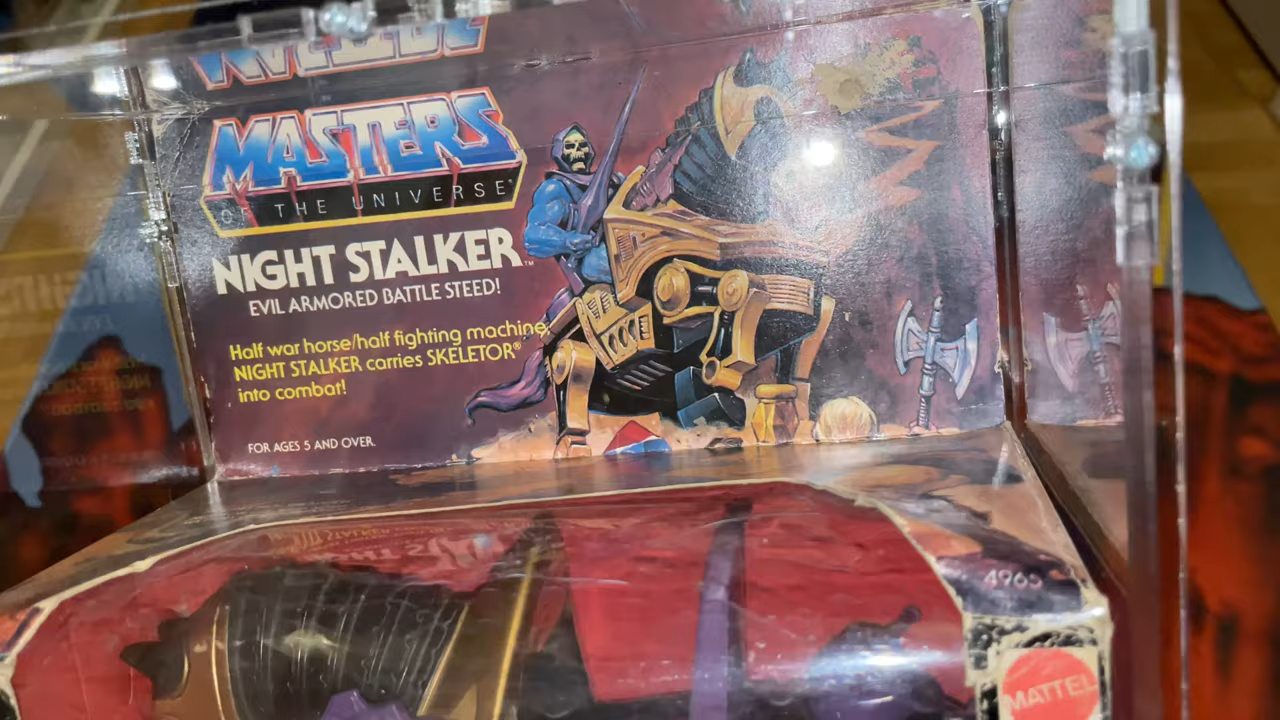 MASTERS
OF THE UNIVERSE®
NIGHT STALKER™
EVIL ARMORED BATTLE STEED!
Half war horse/half fighting machine,
NIGHT STALKER carries SKELETOR®
into combat!
FOR AGES 5 AND OVER.
4965
MATTEL